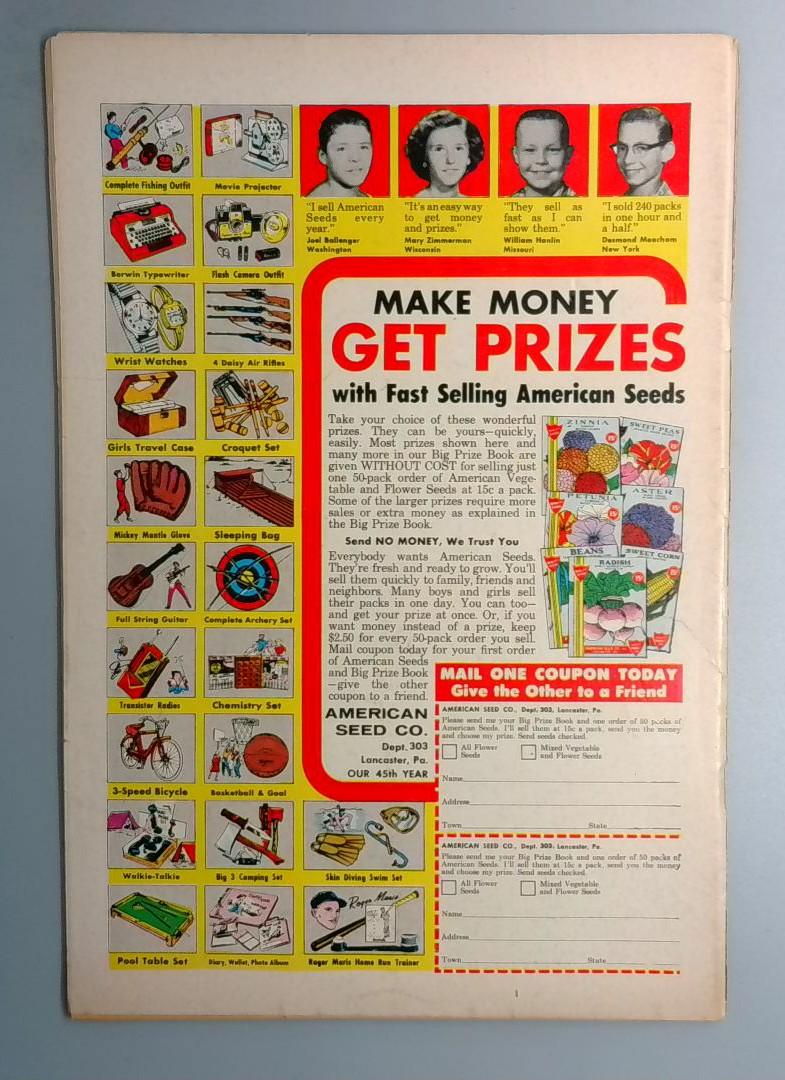 Complete Fishing Outfit
Movie Projector
Berwin Typewriter
Flash Camera Outfit
Wrist Watches
4 Daisy Air Rifles
Girls Travel Case
Croquet Set
Mickey Mantle Glove
Sleeping Bag
Full String Guitar
Complete Archery Set
Transistor Radios
Chemistry Set
3-Speed Bicycle
Basketball & Goal
Walkie-Talkie
Big 3 Camping Set
Skin Diving Swim Set
Pool Table Set
Diary, Wallet, Photo Album
Roger Maris
Roger Maris Home Run Trainer
"I sell American
Seeds every
year."
Joel Ballenger
Washington
"It's an easy way
to get money
and prizes."
Mary Zimmerman
Wisconsin
"They sell as
fast as I can
show them."
William Hanlin
Missouri
"I sold 240 packs
in one hour and
a half."
Desmond Meacham
New York
MAKE MONEY
GET PRIZES
with Fast Selling American Seeds
Take your choice of these wonderful
prizes. They can be yours—quickly,
easily. Most prizes shown here and
many more in our Big Prize Book are
given WITHOUT COST for selling just
one 50-pack order of American Vege-
table and Flower Seeds at 15c a pack.
Some of the larger prizes require more
sales or extra money as explained in
the Big Prize Book.
Send NO MONEY, We Trust You
Everybody wants American Seeds.
They're fresh and ready to grow. You'll
sell them quickly to family, friends and
neighbors. Many boys and girls sell
their packs in one day. You can too—
and get your prize at once. Or, if you
want money instead of a prize, keep
$2.50 for every 50-pack order you sell.
Mail coupon today for your first order
of American Seeds
and Big Prize Book
—give the other
coupon to a friend.
AMERICAN
SEED CO.
Dept. 303
Lancaster, Pa.
OUR 45th YEAR
ZINNIA
SWEET PEAS
15¢
PETUNIA
ASTER
15¢
BEANS
SWEET CORN
RADISH
15¢
MAIL ONE COUPON TODAY
Give the Other to a Friend
AMERICAN SEED CO., Dept. 303, Lancaster, Pa.
Please send me your Big Prize Book and one order of 50 packs of
American Seeds. I'll sell them at 15c a pack, send you the money
and choose my prize. Send seeds checked.
All Flower
Seeds
Mixed Vegetable
and Flower Seeds
Name
Address
Town State
AMERICAN SEED CO., Dept. 303, Lancaster, Pa.
Please send me your Big Prize Book and one order of 50 packs of
American Seeds. I'll sell them at 15c a pack, send you the money
and choose my prize. Send seeds checked.
All Flower
Seeds
Mixed Vegetable
and Flower Seeds
Name
Address
Town State